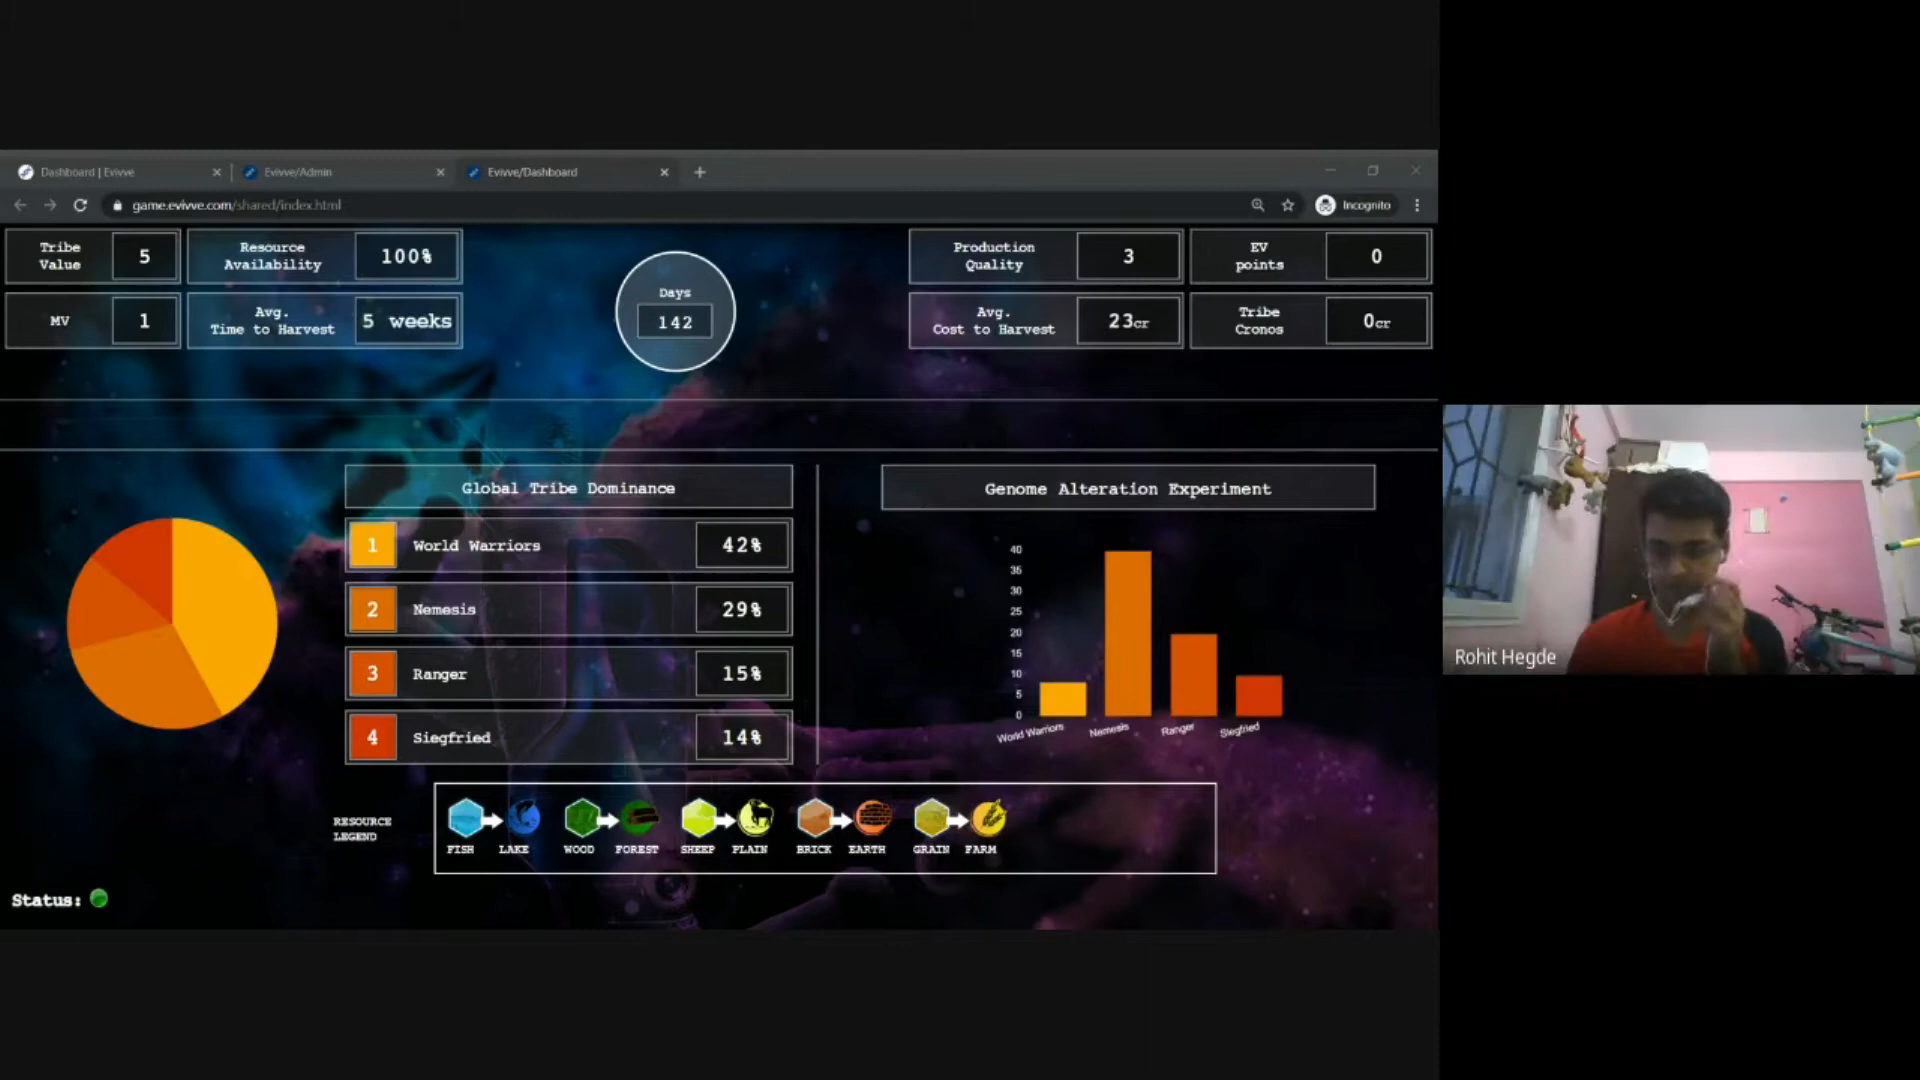 Dashboard | Evivve
Evivve/Admin
Evivve/Dashboard
game.evivve.com/shared/index.html
Incognito
Tribe
Value
5
Resource
Availability
100%
MV
1
Avg.
Time to Harvest
5 weeks
Days
142
Production
Quality
3
EV
points
0
Avg.
Cost to Harvest
23cr
Tribe
Cronos
0cr
Global Tribe Dominance
1 World Warriors 42%
2 Nemesis 29%
3 Ranger 15%
4 Siegfried 14%
Genome Alteration Experiment
40
35
30
25
20
15
10
5
0
World Warriors Nemesis Ranger Siegfried
Rohit Hegde
RESOURCE
LEGEND
FISH LAKE WOOD FOREST SHEEP PLAIN BRICK EARTH GRAIN FARM
Status: